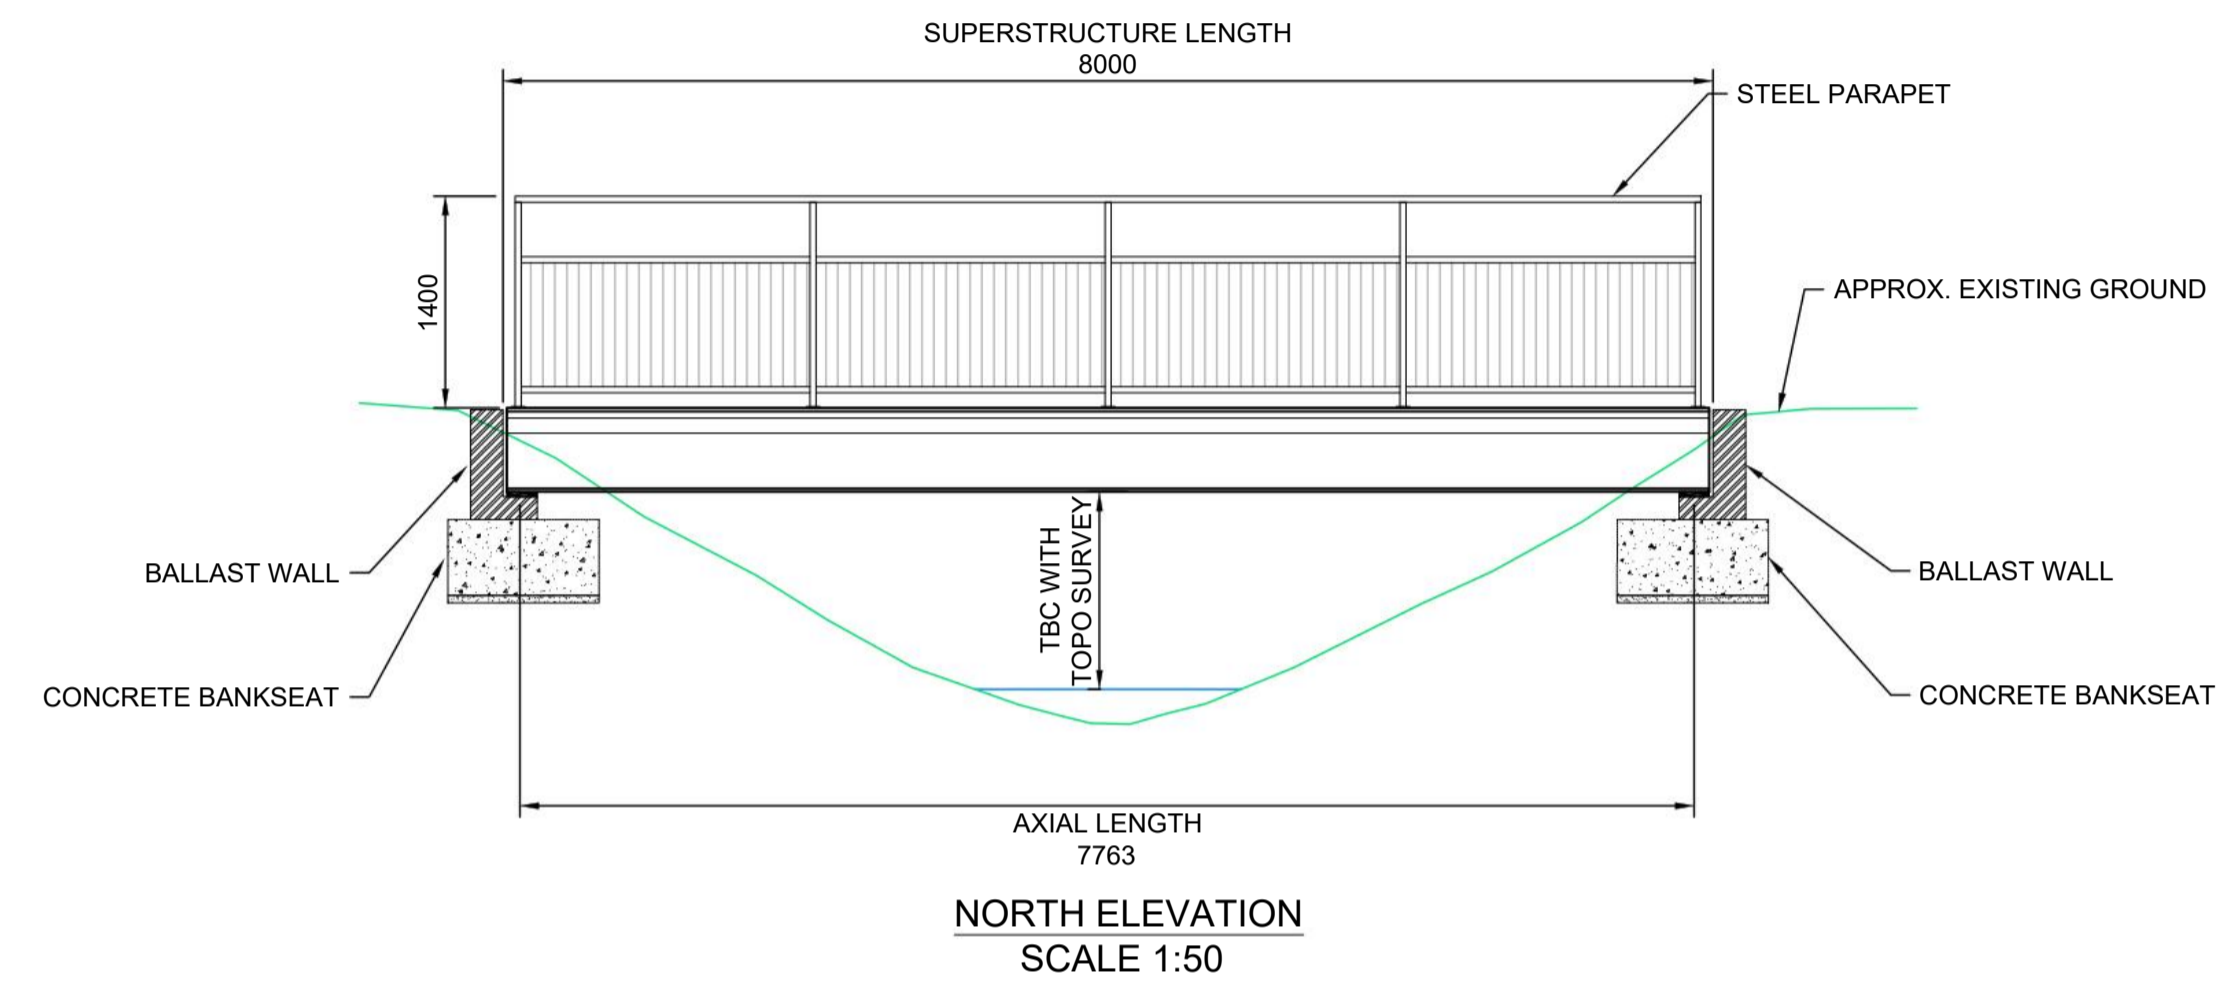 SUPERSTRUCTURE LENGTH
8000
STEEL PARAPET
1400
APPROX. EXISTING GROUND
TBC WITH
TOPO SURVEY
BALLAST WALL
BALLAST WALL
CONCRETE BANKSEAT
CONCRETE BANKSEAT
AXIAL LENGTH
7763
NORTH ELEVATION
SCALE 1:50